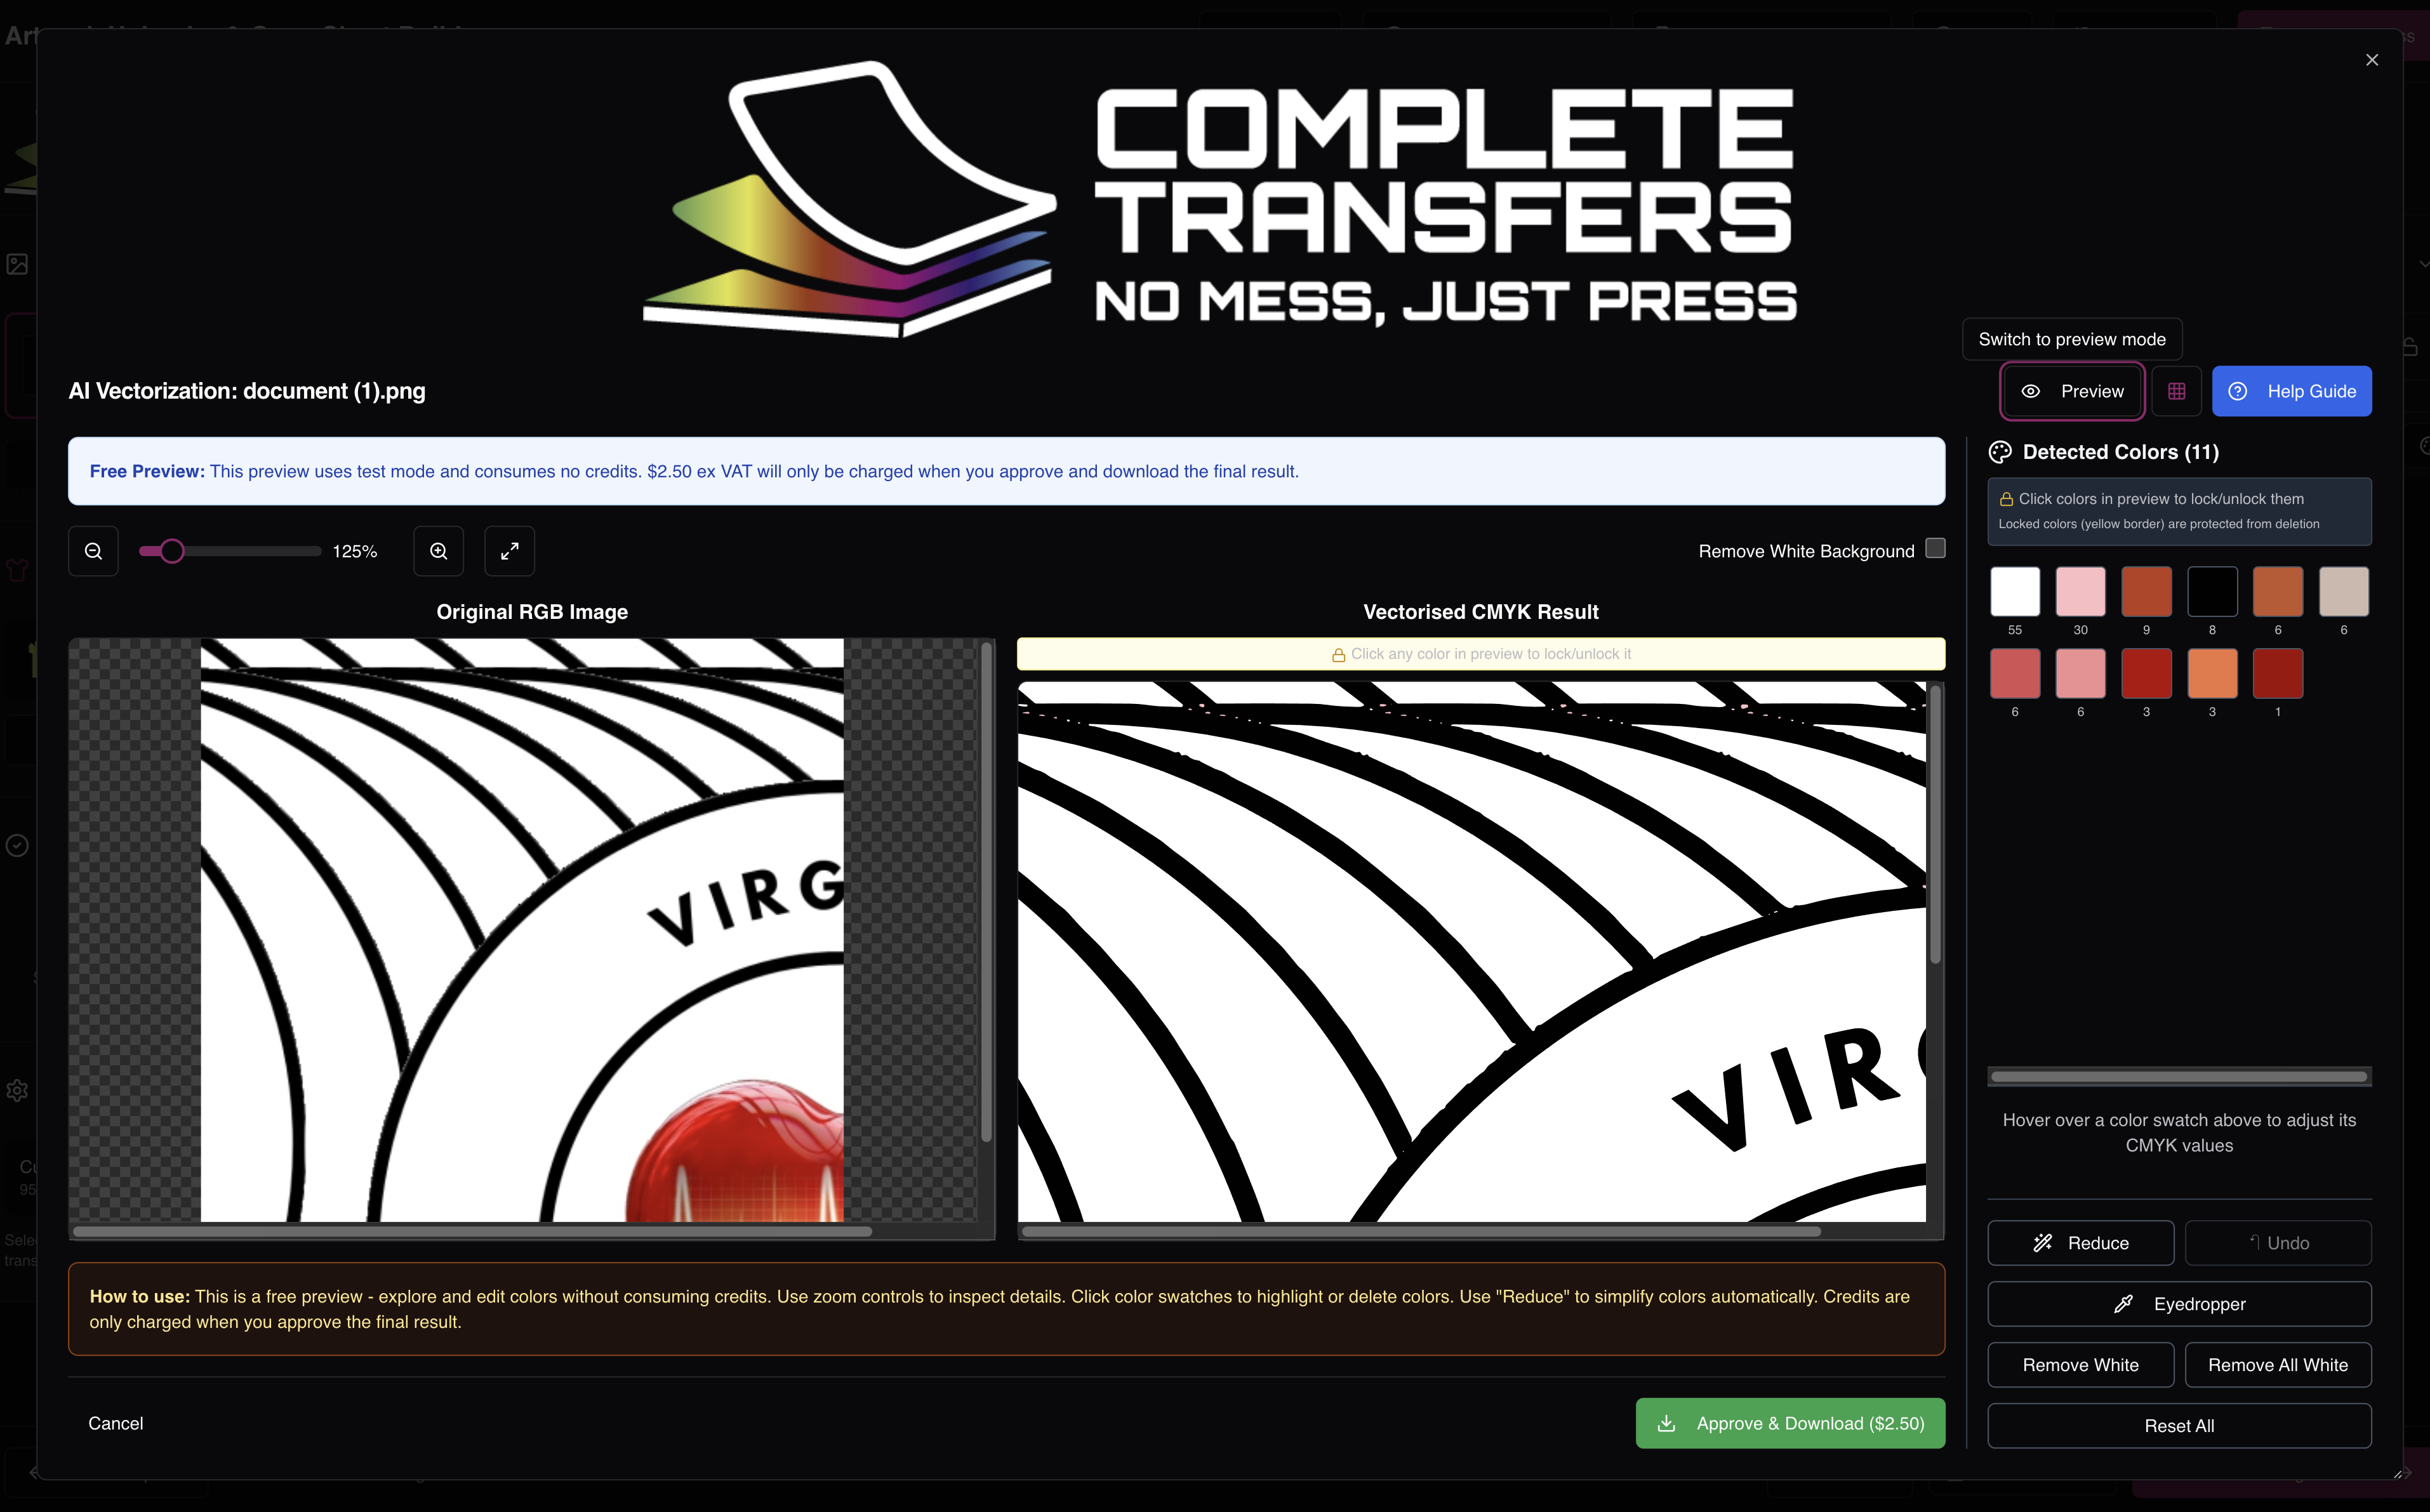 COMPLETE
TRANSFERS
NO MESS, JUST PRESS
Switch to preview mode
AI Vectorization: document (1).png
Preview
Help Guide
Free Preview: This preview uses test mode and consumes no credits. $2.50 ex VAT will only be charged when you approve and download the final result.
125%
Remove White Background
Original RGB Image
VIRG
Vectorised CMYK Result
Click any color in preview to lock/unlock it
VIR
Detected Colors (11)
Click colors in preview to lock/unlock them
Locked colors (yellow border) are protected from deletion
55 30 9 8 6 6
6 6 3 3 1
Hover over a color swatch above to adjust its
CMYK values
Reduce
Undo
Eyedropper
Remove White
Remove All White
Reset All
How to use: This is a free preview - explore and edit colors without consuming credits. Use zoom controls to inspect details. Click color swatches to highlight or delete colors. Use "Reduce" to simplify colors automatically. Credits are
only charged when you approve the final result.
Cancel
Approve & Download ($2.50)